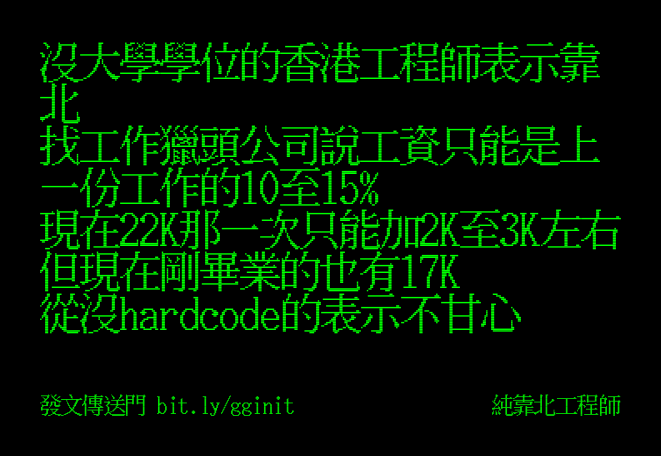 沒大學學位的香港工程師表示靠
北
找工作獵頭公司說工資只能是上
一份工作的10至15%
現在22K那一次只能加2K至3K左右
但現在剛畢業的也有17K
從沒hardcode的表示不甘心
發文傳送門 bit.ly/gginit
純靠北工程師